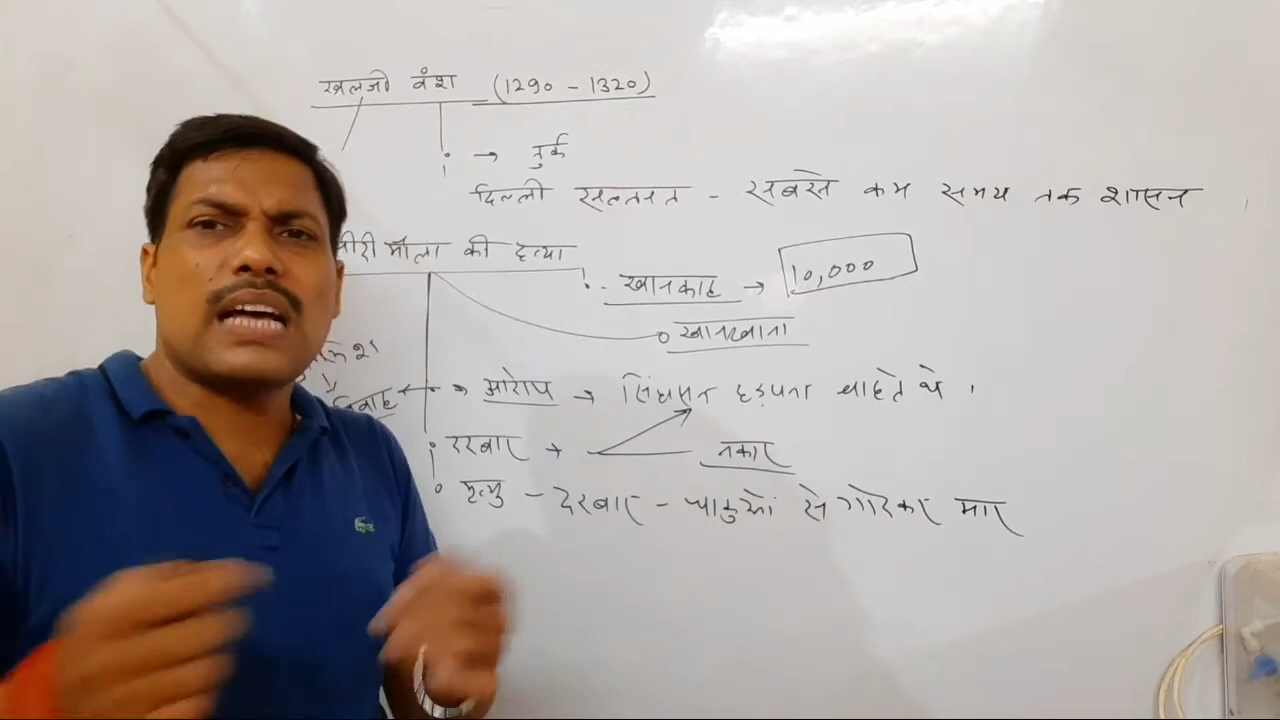 खलजी वंश (1290 - 1320)
→ तुर्क
दिल्ली सल्तनत - सबसे कम समय तक शासन
मौला की हत्या
खानकाह → 10,000
खानखाना
आरोप → सिंहासन हड़पना चाहते थे ।
दरबार → नकार
मृत्यु - दरबार - चाकुओं से गोदकर मार